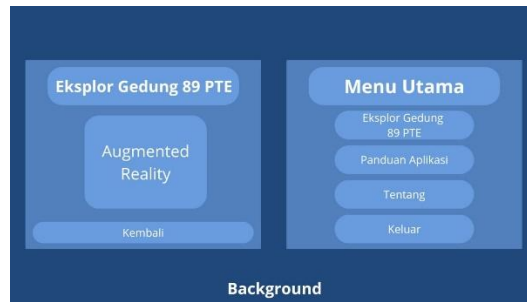 Eksplor Gedung 89 PTE
Augmented
Reality
Kembali
Menu Utama
Eksplor Gedung
89 PTE
Panduan Aplikasi
Tentang
Keluar
Background